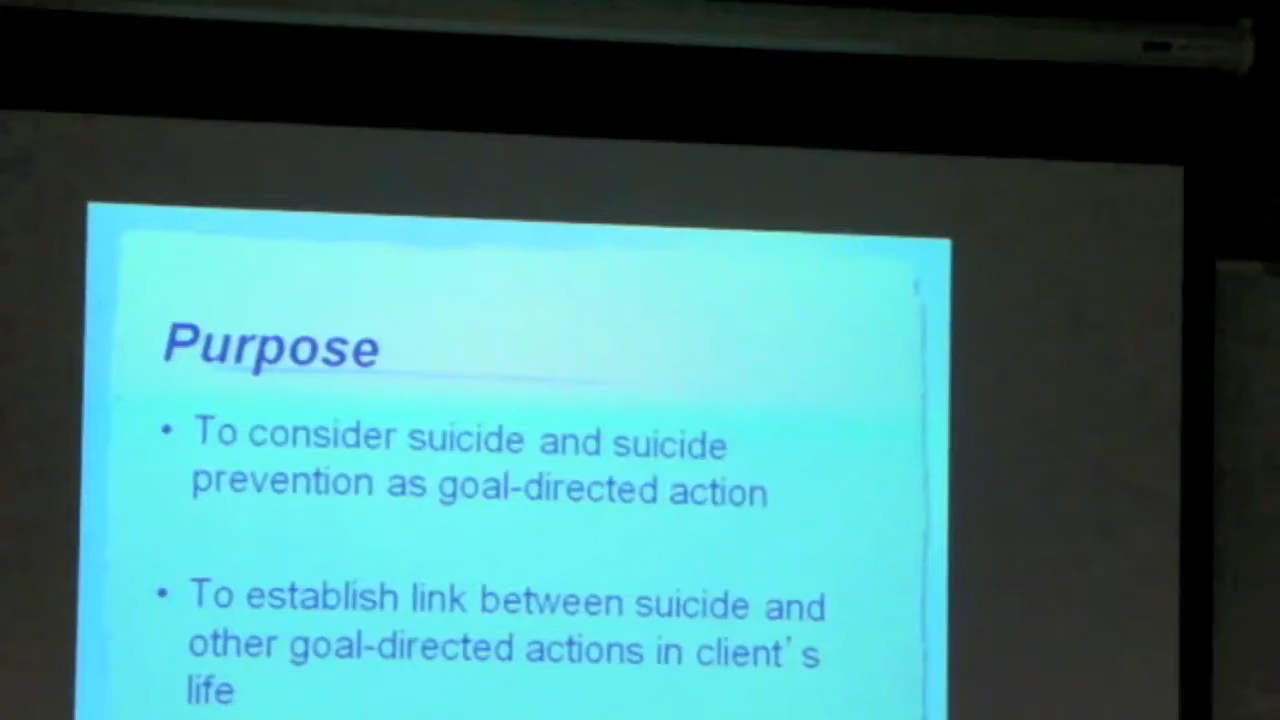 Purpose
• To consider suicide and suicide
prevention as goal-directed action
• To establish link between suicide and
other goal-directed actions in client's
life